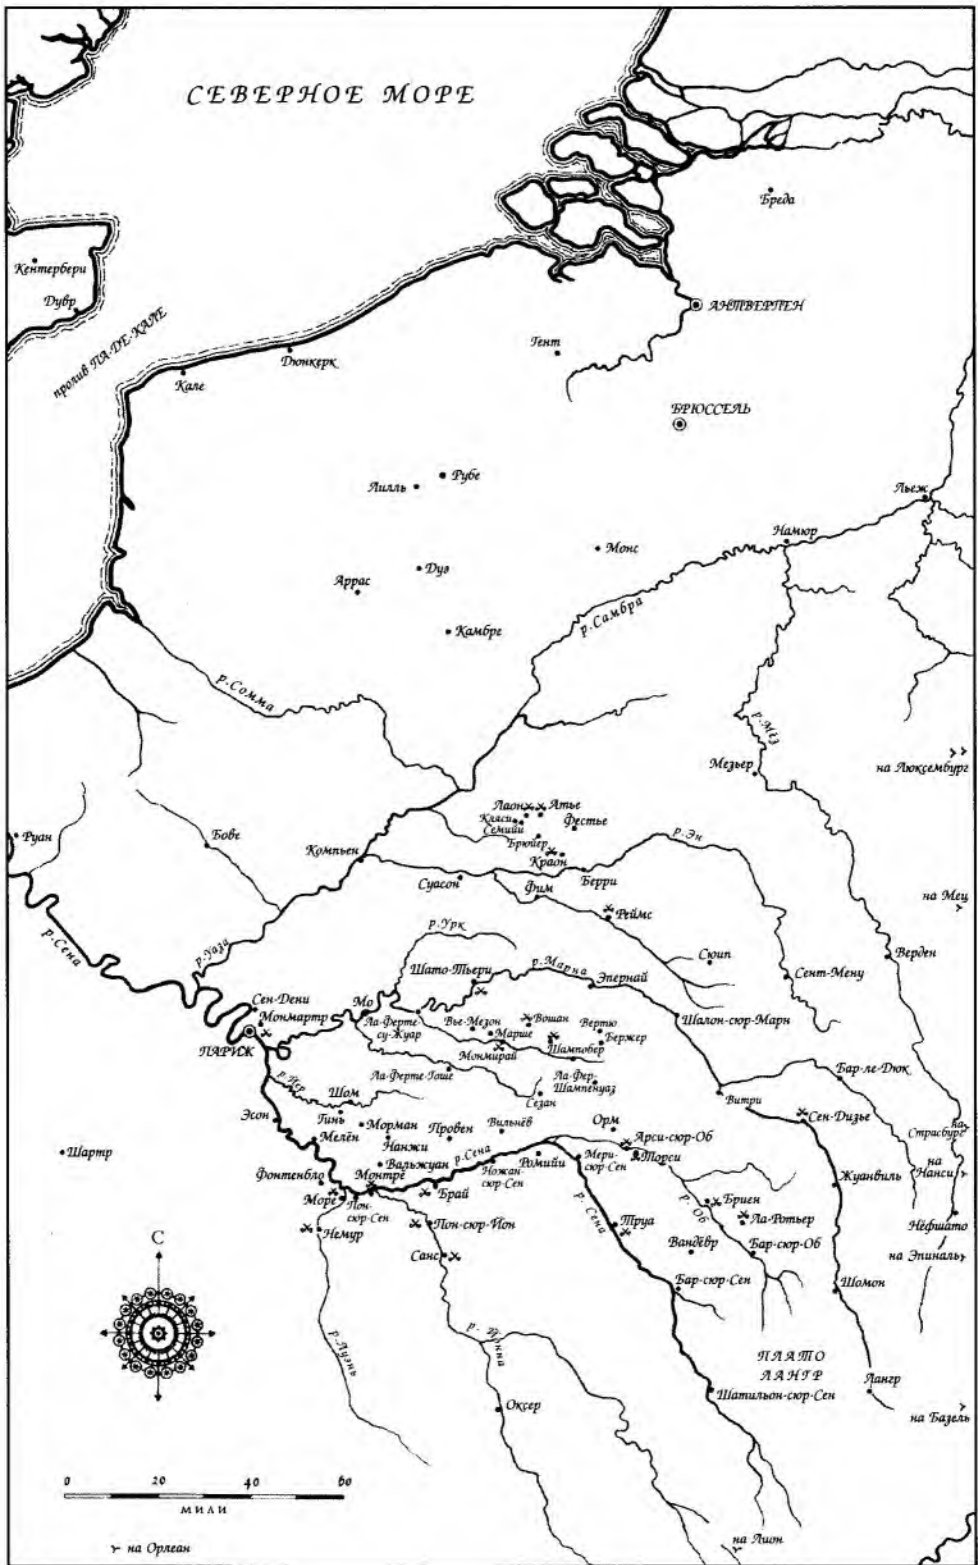 СЕВЕРНОЕ МОРЕ
Бреда
Кентербери
Дувр
АНТВЕРПЕН
пролив ПА-ДЕ-КАЛЕ
Гент
Дюнкерк
Кале
БРЮССЕЛЬ
Рубе
Лилль
Льеж
Намюр
Монс
Дуэ
Аррас
р.Самбра
Камбре
р.Сомма
р.Мёз
на Люксембург
Мезьер
Лаон
Атье
Класи
Семийи
Фестье
Брюйер
Руан
Бове
р.Эн
Компьен
Краон
Суасон
Берри
Фим
на Мец
Реймс
р.Сена
р.Уаза
р.Урк
Сюип
Верден
Шато-Тьери
р.Марна
Эпернай
Сент-Мену
Сен-Дени
Мо
Монмартр
Ла-Ферте-
су-Жуар
Вье-Мезон
Вошан
Марше
Вертю
Шалон-сюр-Марн
ПАРИЖ
Монмирай
Шампобер
Бержер
р.Йер
Ла-Ферте-Гоше
Ла-Фер-
Шампенуаз
Бар-ле-Дюк
Шом
Сезан
Витри
Эсон
Гинь
Морман
Провен
Вильнёв
Орм
Сен-Дизье
на
Страсбург
Мелён
Нанжи
Арси-сюр-Об
Шартр
Вальжуан
р.Сена
Ромийи
Мери-
сюр-Сен
Торси
на
Нанси
Фонтенбло
Монтре
Ножан-
сюр-Сен
Жуанвиль
Море
Пон-
сюр-Сен
Брай
р.Сена
р. Об
Бриен
Немур
Пон-сюр-Йон
Труа
Ла-Ротьер
Нёфшато
С
Санс
Вандёвр
Бар-сюр-Об
на Эпиналь
Бар-сюр-Сен
Шомон
р.Луэнь
р. Йонна
ПЛАТО
ЛАНГР
Шатильон-сюр-Сен
Лангр
Оксер
на Базель
0 20 40 60
МИЛИ
на Орлеан
на Лион